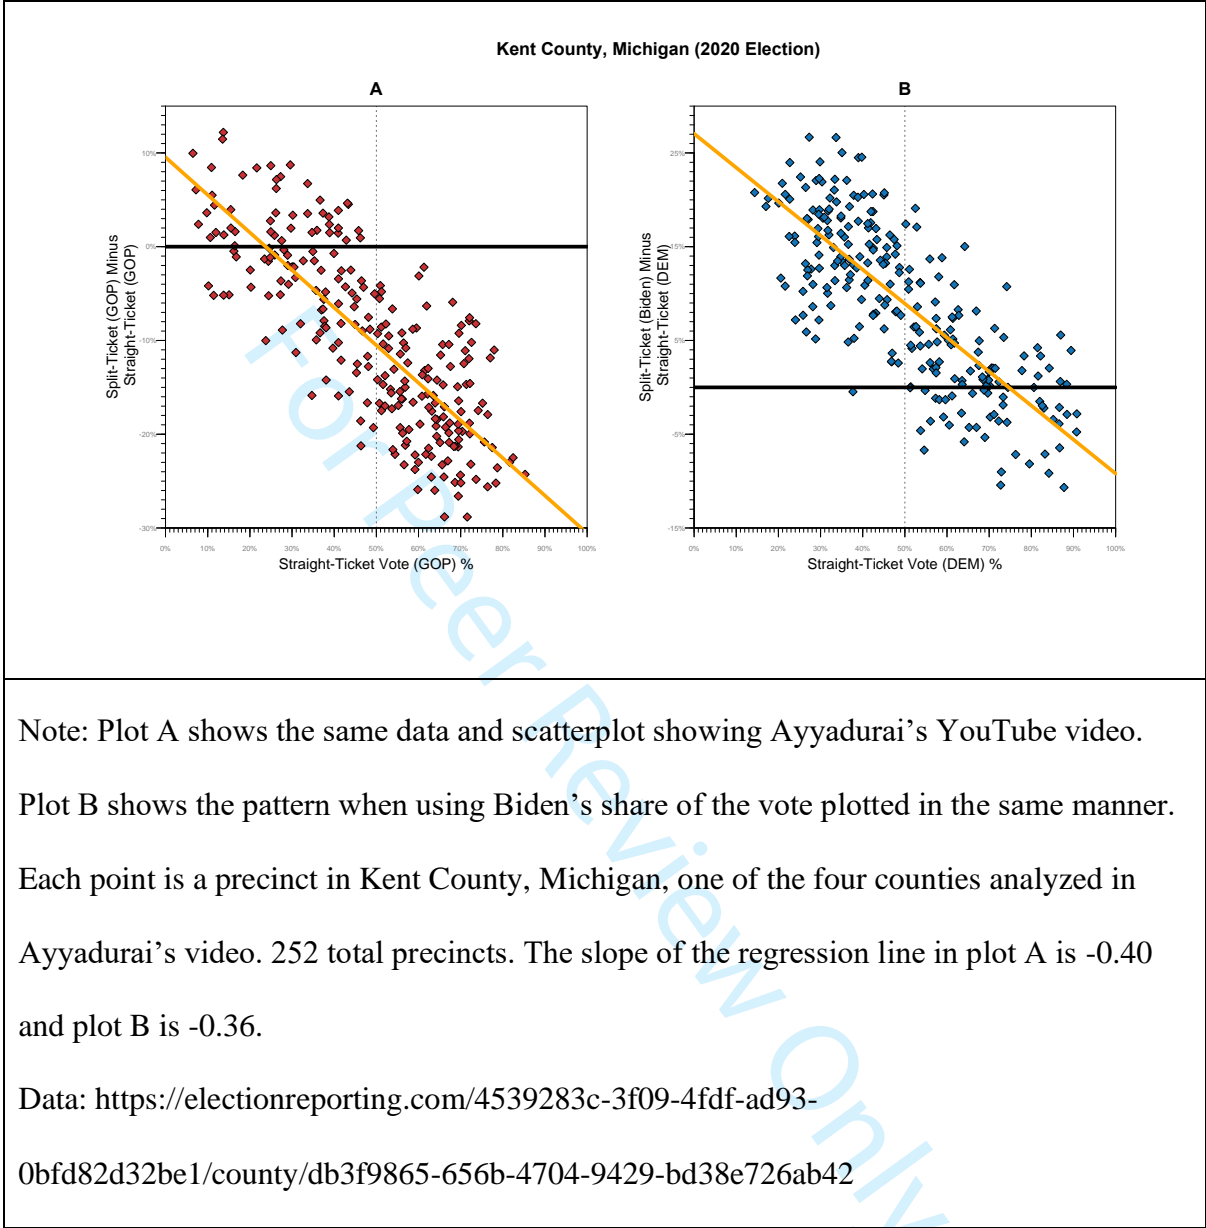 Kent County, Michigan (2020 Election)
A
Split-Ticket (GOP) Minus
Straight-Ticket (GOP)
10%
0%
-10%
-20%
-30%
0% 10% 20% 30% 40% 50% 60% 70% 80% 90% 100%
Straight-Ticket Vote (GOP) %
B
Split-Ticket (Biden) Minus
Straight-Ticket (DEM)
25%
15%
5%
-5%
-15%
0% 10% 20% 30% 40% 50% 60% 70% 80% 90% 100%
Straight-Ticket Vote (DEM) %
For Peer Review Only
Note: Plot A shows the same data and scatterplot showing Ayyadurai’s YouTube video.
Plot B shows the pattern when using Biden’s share of the vote plotted in the same manner.
Each point is a precinct in Kent County, Michigan, one of the four counties analyzed in
Ayyadurai’s video. 252 total precincts. The slope of the regression line in plot A is -0.40
and plot B is -0.36.
Data: https://electionreporting.com/4539283c-3f09-4fdf-ad93-
0bfd82d32be1/county/db3f9865-656b-4704-9429-bd38e726ab42